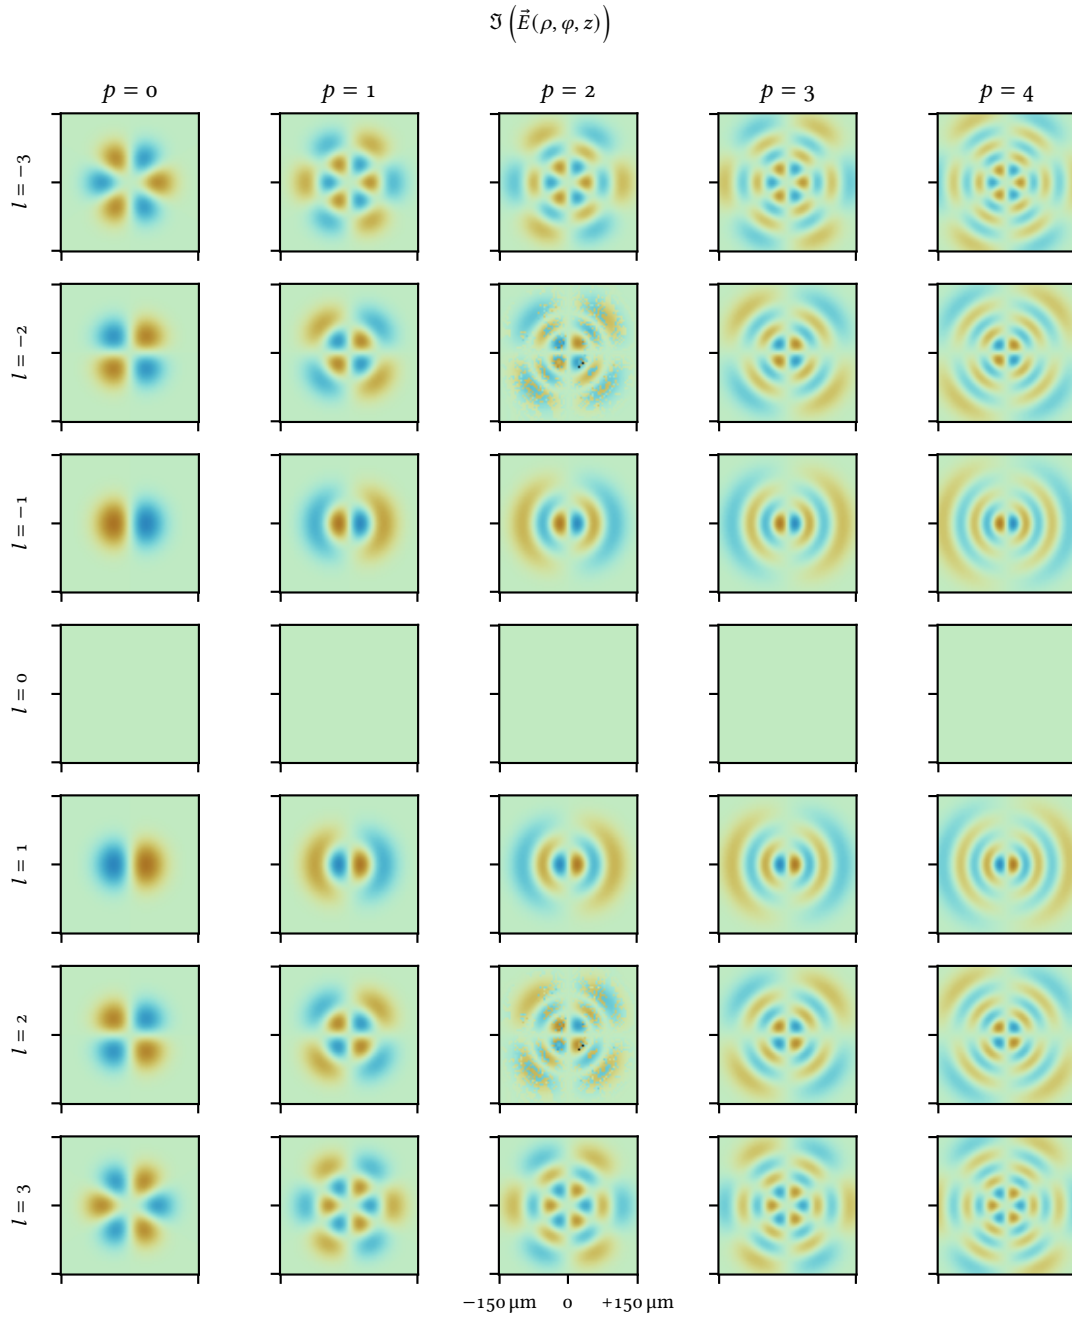 ℑ (E⃗(ρ, φ, z))
p = 0 p = 1 p = 2 p = 3 p = 4
l = −3
l = −2
l = −1
l = 0
l = 1
l = 2
l = 3
−150 μm 0 +150 μm